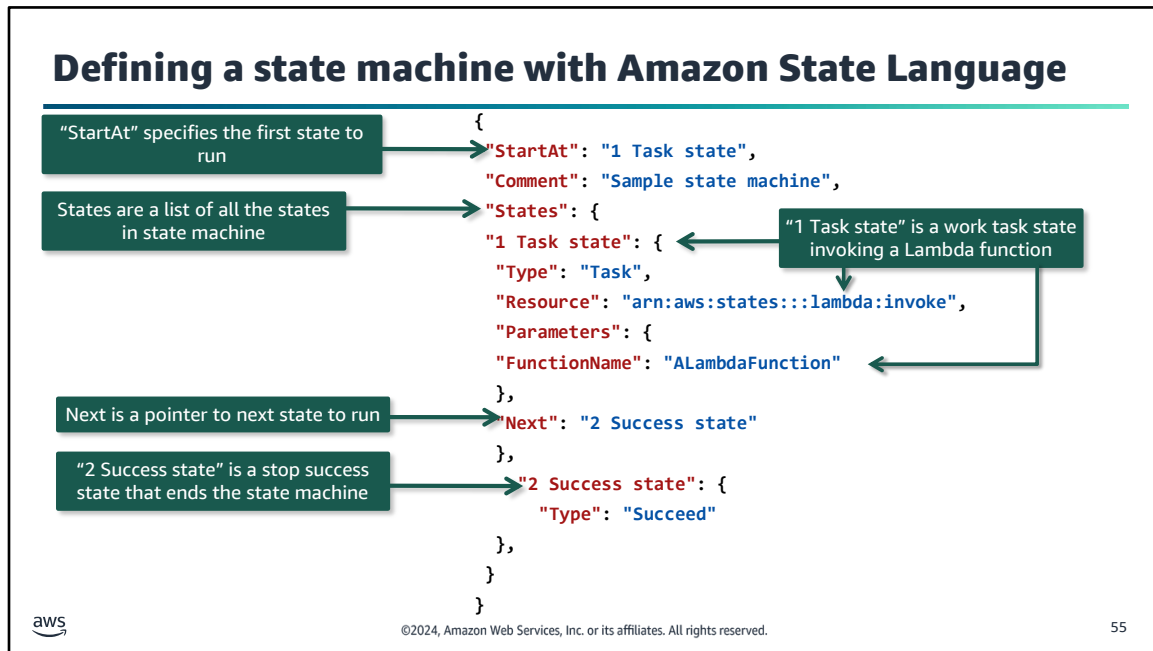 Defining a state machine with Amazon State Language
“StartAt” specifies the first state to
run
States are a list of all the states
in state machine
Next is a pointer to next state to run
“2 Success state” is a stop success
state that ends the state machine
{
"StartAt": "1 Task state",
"Comment": "Sample state machine",
"States": {
"1 Task state": {
"Type": "Task",
"Resource": "arn:aws:states:::lambda:invoke",
"Parameters": {
"FunctionName": "ALambdaFunction"
},
"Next": "2 Success state"
},
"2 Success state": {
"Type": "Succeed"
},
}
}
“1 Task state” is a work task state
invoking a Lambda function
aws
©2024, Amazon Web Services, Inc. or its affiliates. All rights reserved.
55